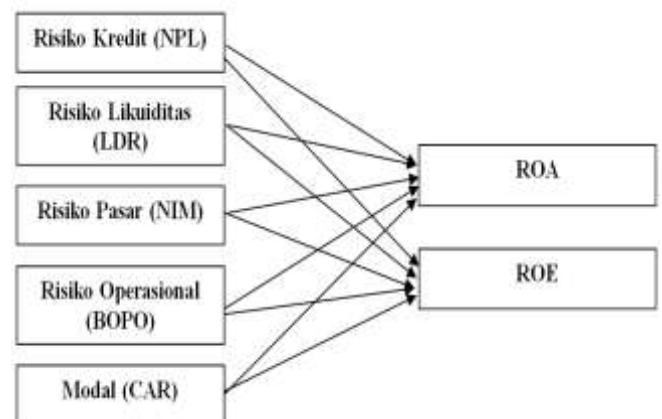 Risiko Kredit (NPL)
Risiko Likuiditas
(LDR)
Risiko Pasar (NIM)
Risiko Operasional
(BOPO)
Modal (CAR)
ROA
ROE